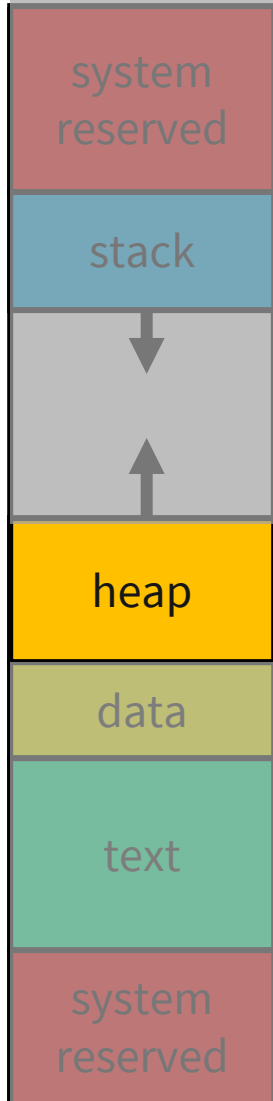 system
reserved
stack
heap
data
text
system
reserved